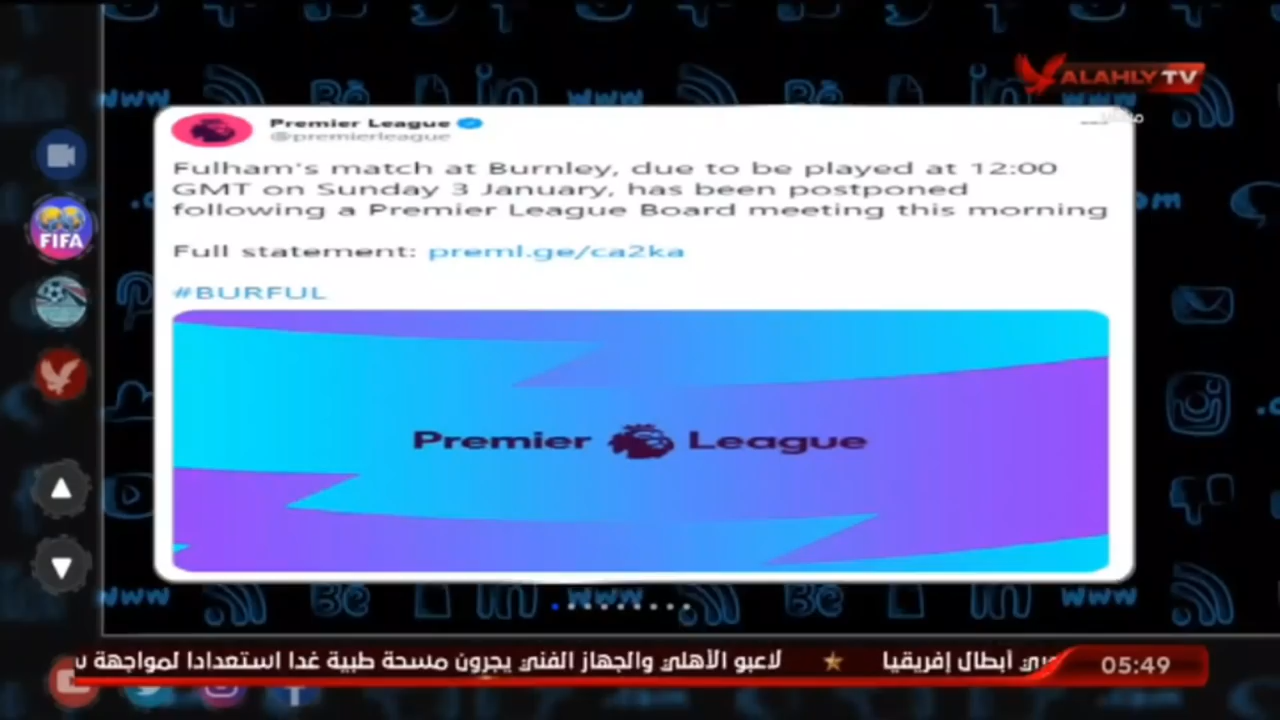 ALAHLY TV
Premier League
@premierleague
Fulham's match at Burnley, due to be played at 12:00
GMT on Sunday 3 January, has been postponed
following a Premier League Board meeting this morning
Full statement: preml.ge/ca2ka
#BURFUL
FIFA
Premier League
أبطال إفريقيا ★ لاعبو الأهلي والجهاز الفني يجرون مسحة طبية غدا استعدادا لمواجهة
05:49